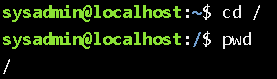 sysadmin@localhost:~$ cd /
sysadmin@localhost:/$ pwd
/